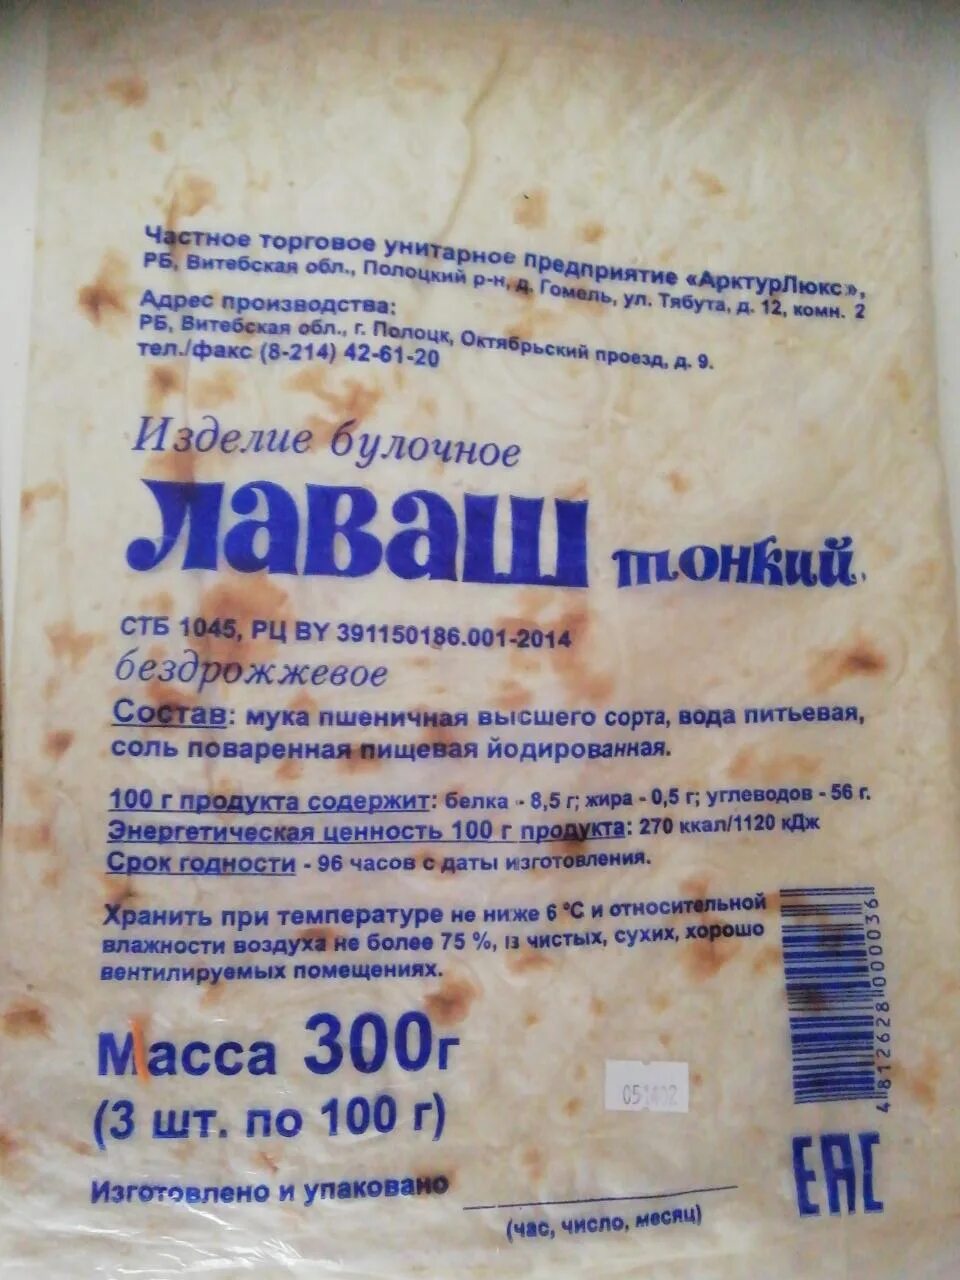 Частное торговое унитарное предприятие «АрктурЛюкс»,
РБ, Витебская обл., Полоцкий р-н, д. Гомель, ул. Тябута, д. 12, комн. 2
Адрес производства:
РБ, Витебская обл., г. Полоцк, Октябрьский проезд, д. 9.
тел./факс (8-214) 42-61-20
Изделие булочное
Лаваш тонкий,
СТБ 1045, РЦ BY 391150186.001-2014
бездрожжевое
Состав: мука пшеничная высшего сорта, вода питьевая,
соль поваренная пищевая йодированная.
100 г продукта содержит: белка - 8,5 г; жира - 0,5 г; углеводов - 56 г.
Энергетическая ценность 100 г продукта: 270 ккал/1120 кДж
Срок годности - 96 часов с даты изготовления.
Хранить при температуре не ниже 6 °С и относительной
влажности воздуха не более 75 %, в чистых, сухих, хорошо
вентилируемых помещениях.
4 812628 000036
Масса 300г
(3 шт. по 100 г)
051402
EAC
Изготовлено и упаковано
(час, число, месяц)